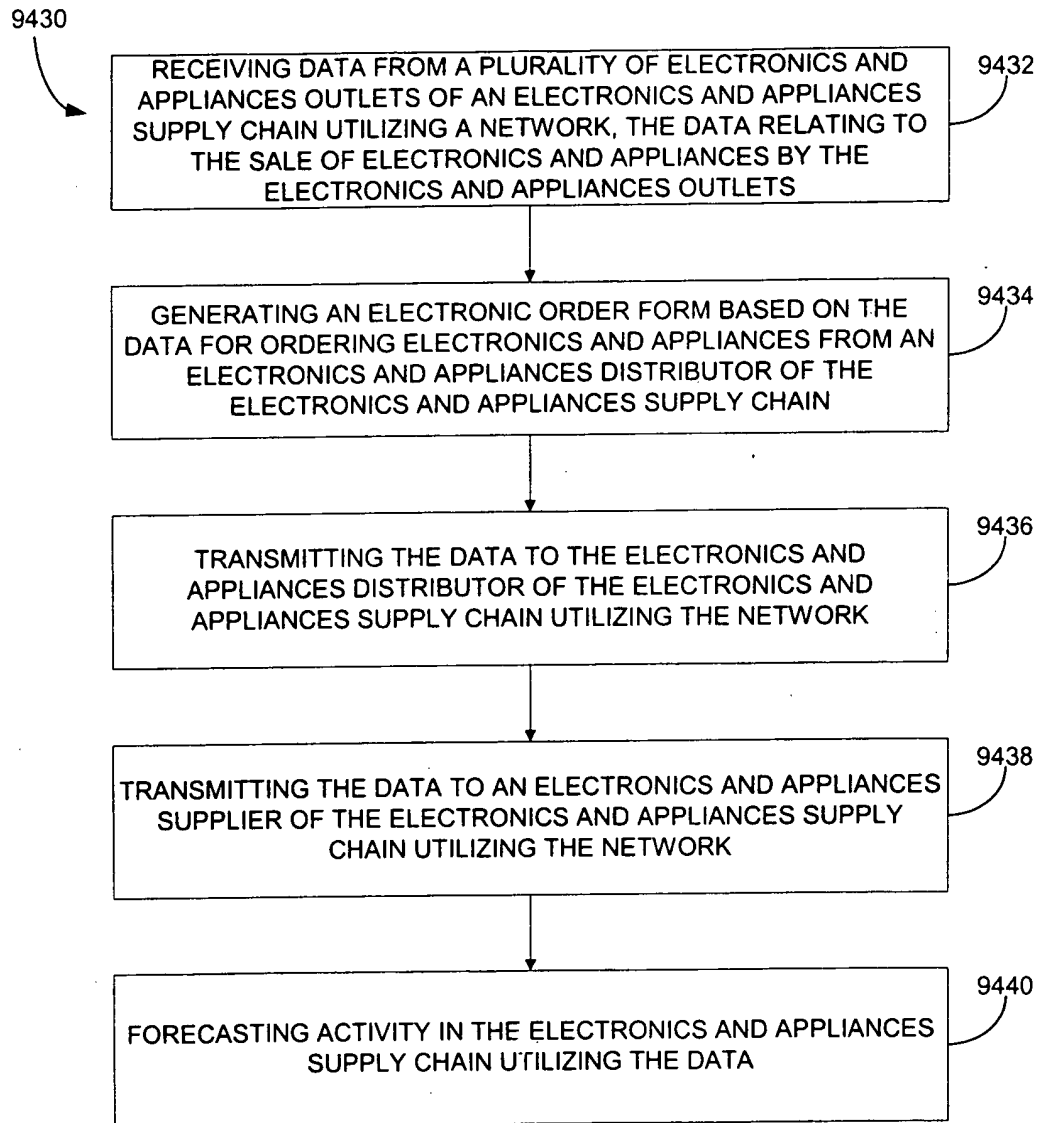 9430
RECEIVING DATA FROM A PLURALITY OF ELECTRONICS AND
APPLIANCES OUTLETS OF AN ELECTRONICS AND APPLIANCES
SUPPLY CHAIN UTILIZING A NETWORK, THE DATA RELATING TO
THE SALE OF ELECTRONICS AND APPLIANCES BY THE
ELECTRONICS AND APPLIANCES OUTLETS
9432
GENERATING AN ELECTRONIC ORDER FORM BASED ON THE
DATA FOR ORDERING ELECTRONICS AND APPLIANCES FROM AN
ELECTRONICS AND APPLIANCES DISTRIBUTOR OF THE
ELECTRONICS AND APPLIANCES SUPPLY CHAIN
9434
TRANSMITTING THE DATA TO THE ELECTRONICS AND
APPLIANCES DISTRIBUTOR OF THE ELECTRONICS AND
APPLIANCES SUPPLY CHAIN UTILIZING THE NETWORK
9436
TRANSMITTING THE DATA TO AN ELECTRONICS AND APPLIANCES
SUPPLIER OF THE ELECTRONICS AND APPLIANCES SUPPLY
CHAIN UTILIZING THE NETWORK
9438
FORECASTING ACTIVITY IN THE ELECTRONICS AND APPLIANCES
SUPPLY CHAIN UTILIZING THE DATA
9440